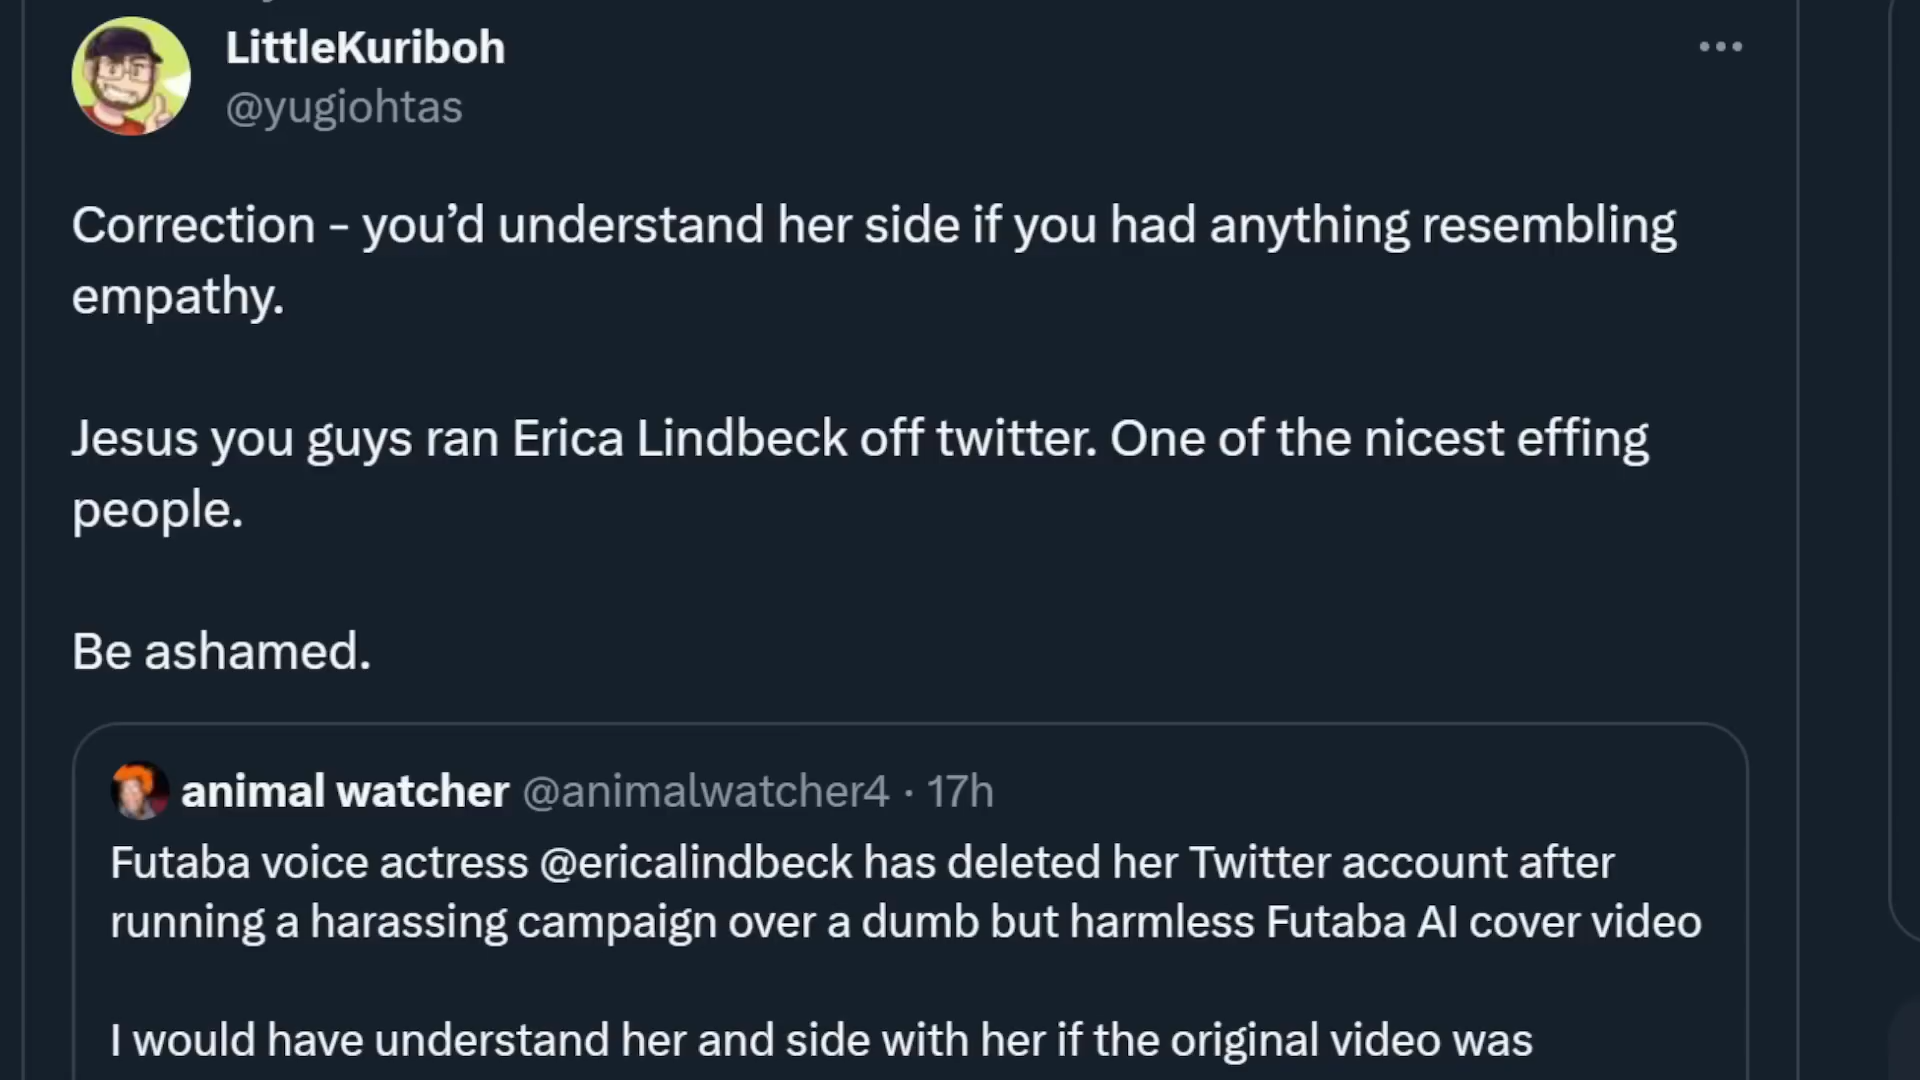 LittleKuriboh
@yugiohtas
Correction – you’d understand her side if you had anything resembling
empathy.
Jesus you guys ran Erica Lindbeck off twitter. One of the nicest effing
people.
Be ashamed.
animal watcher @animalwatcher4 · 17h
Futaba voice actress @ericalindbeck has deleted her Twitter account after
running a harassing campaign over a dumb but harmless Futaba AI cover video
I would have understand her and side with her if the original video was